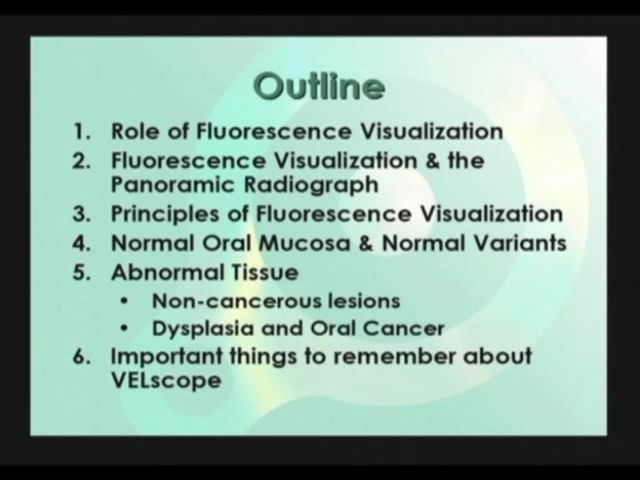 Outline
1. Role of Fluorescence Visualization
2. Fluorescence Visualization & the
Panoramic Radiograph
3. Principles of Fluorescence Visualization
4. Normal Oral Mucosa & Normal Variants
5. Abnormal Tissue
• Non-cancerous lesions
• Dysplasia and Oral Cancer
6. Important things to remember about
VELscope